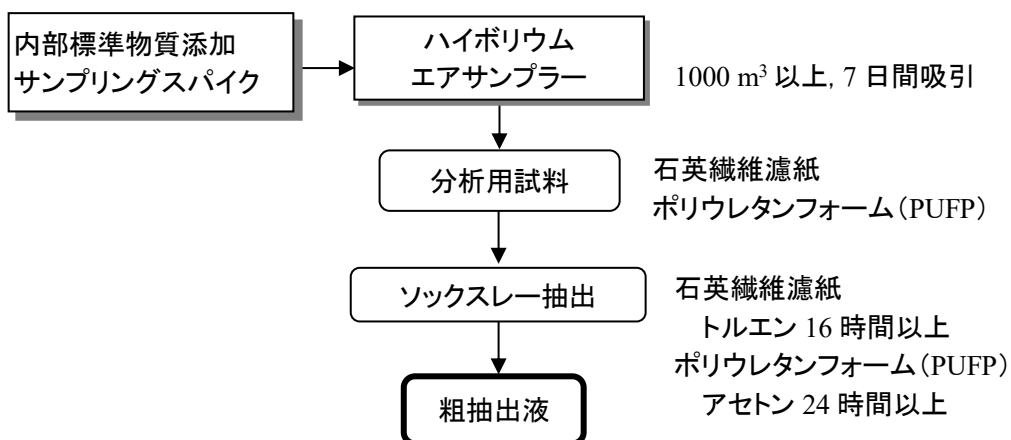 内部標準物質添加
サンプリングスパイク
ハイボリウム
エアサンプラー
1000 m³ 以上, 7 日間吸引
分析用試料
石英繊維濾紙
ポリウレタンフォーム(PUFP)
ソックスレー抽出
石英繊維濾紙
トルエン 16 時間以上
ポリウレタンフォーム(PUFP)
アセトン 24 時間以上
粗抽出液